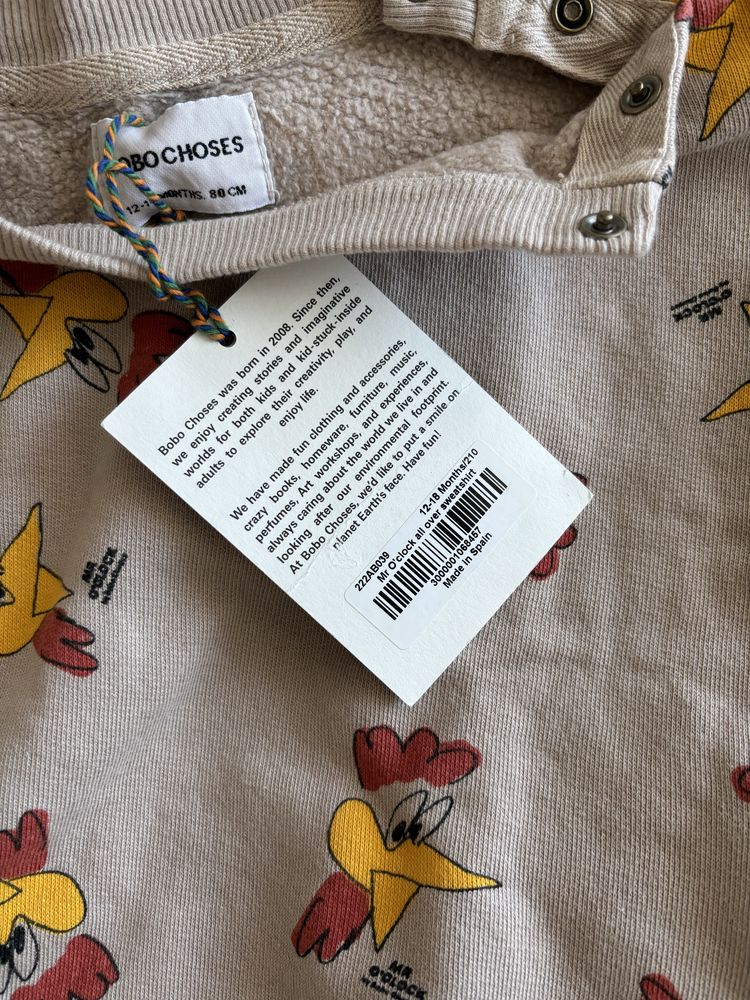 BOBO CHOSES
MONTHS. 80 CM
Bobo Choses was born in 2008. Since then,
we enjoy creating stories and imaginative
worlds for both kids and kid-stuck-inside
adults to explore their creativity, play, and
enjoy life.
We have made fun clothing and accessories,
crazy books, homeware, furniture, music,
perfumes, Art workshops, and experiences,
always caring about the world we live in and
looking after our environmental footprint.
At Bobo Choses, we'd like to put a smile on
planet Earth's face. Have fun!
222AB039 12-18 Months/210
Mr O'clock all over sweatshirt
3000001068457
Made in Spain
MR
O'CLOCK
MR
O'CLOCK
MR
O'CLOCK